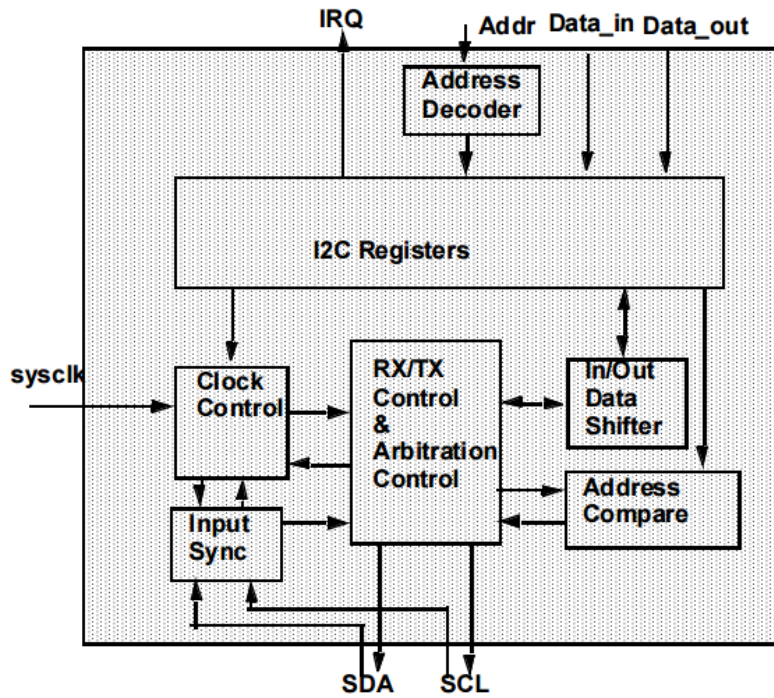 IRQ
Addr Data_in Data_out
Address
Decoder
I2C Registers
sysclk
Clock
Control
RX/TX
Control
&
Arbitration
Control
In/Out
Data
Shifter
Address
Compare
Input
Sync
SDA
SCL